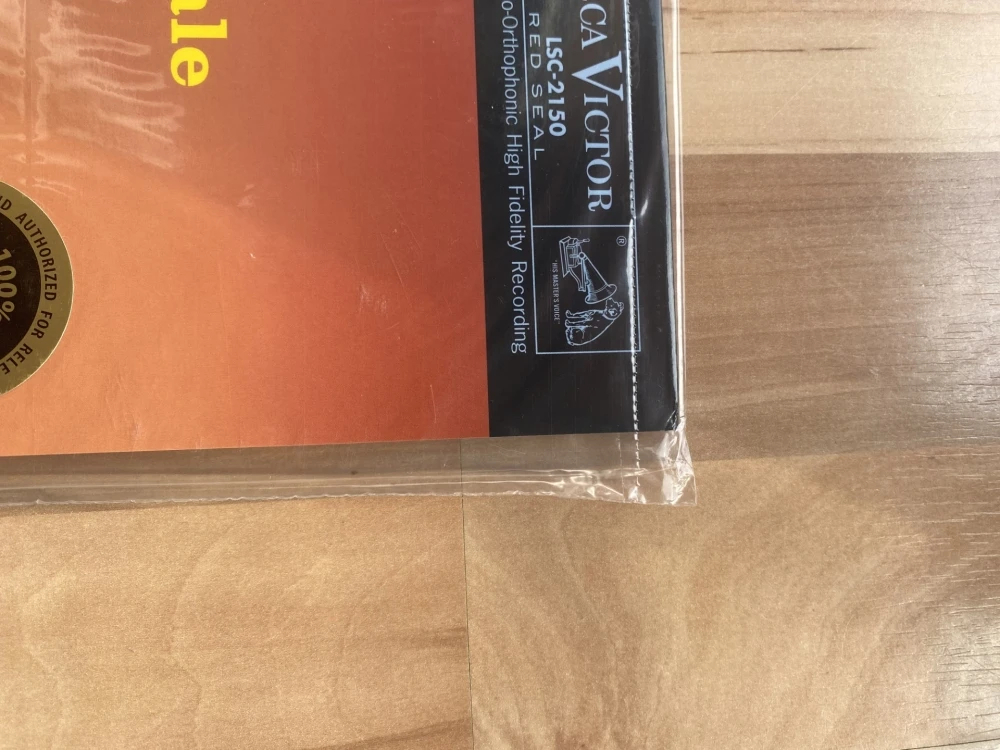 CA VICTOR
LSC-2150
RED SEAL
o-Orthophonic High Fidelity Recording
®
"HIS MASTER'S VOICE"
ale
D AUTHORIZED FOR RELE
100%